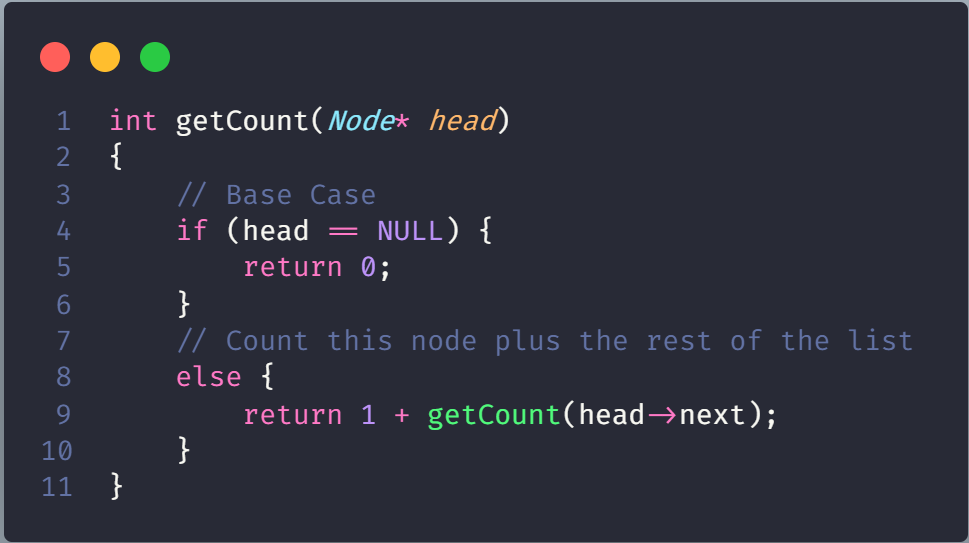 1 int getCount(Node* head)
2 {
3     // Base Case
4     if (head == NULL) {
5         return 0;
6     }
7     // Count this node plus the rest of the list
8     else {
9         return 1 + getCount(head->next);
10     }
11 }